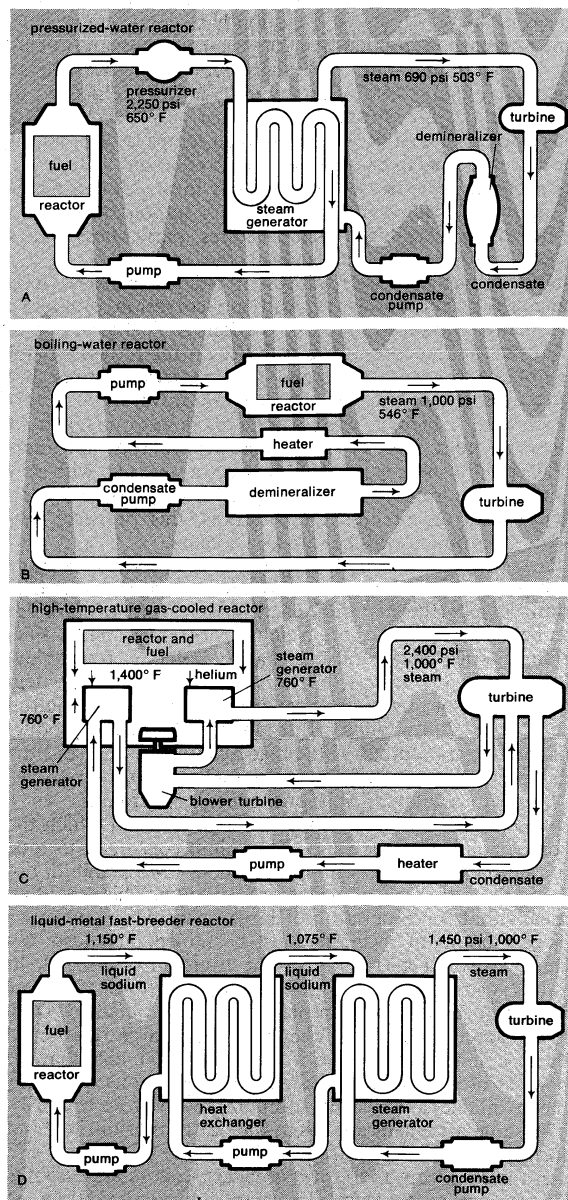 pressurized-water reactor
pressurizer
2,250 psi
650° F
steam 690 psi 503° F
turbine
demineralizer
fuel
reactor
steam
generator
pump
condensate
pump
condensate
A
boiling-water reactor
pump
fuel
reactor
steam 1,000 psi
546° F
heater
condensate
pump
demineralizer
turbine
B
high-temperature gas-cooled reactor
reactor and
fuel
1,400° F
helium
steam
generator
760° F
2,400 psi
1,000° F
steam
turbine
760° F
steam
generator
blower turbine
pump
heater
condensate
C
liquid-metal fast-breeder reactor
1,150° F
liquid
sodium
1,075° F
liquid
sodium
1,450 psi 1,000° F
steam
fuel
reactor
turbine
heat
exchanger
steam
generator
pump
pump
condensate
pump
D